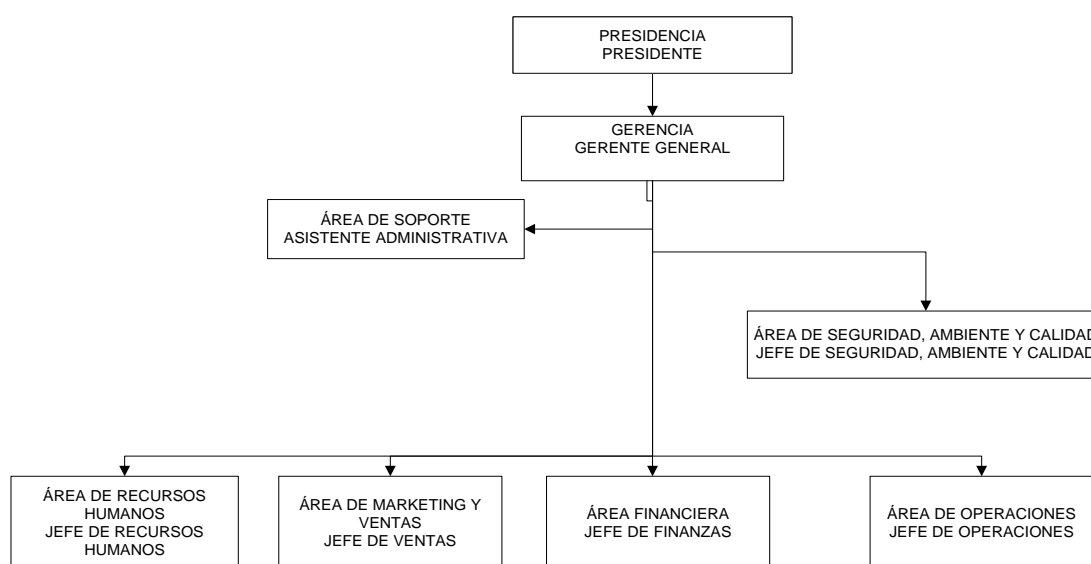 PRESIDENCIA
PRESIDENTE
GERENCIA
GERENTE GENERAL
ÁREA DE SOPORTE
ASISTENTE ADMINISTRATIVA
ÁREA DE SEGURIDAD, AMBIENTE Y CALIDAD
JEFE DE SEGURIDAD, AMBIENTE Y CALIDAD
ÁREA DE RECURSOS
HUMANOS
JEFE DE RECURSOS
HUMANOS
ÁREA DE MARKETING Y
VENTAS
JEFE DE VENTAS
ÁREA FINANCIERA
JEFE DE FINANZAS
ÁREA DE OPERACIONES
JEFE DE OPERACIONES